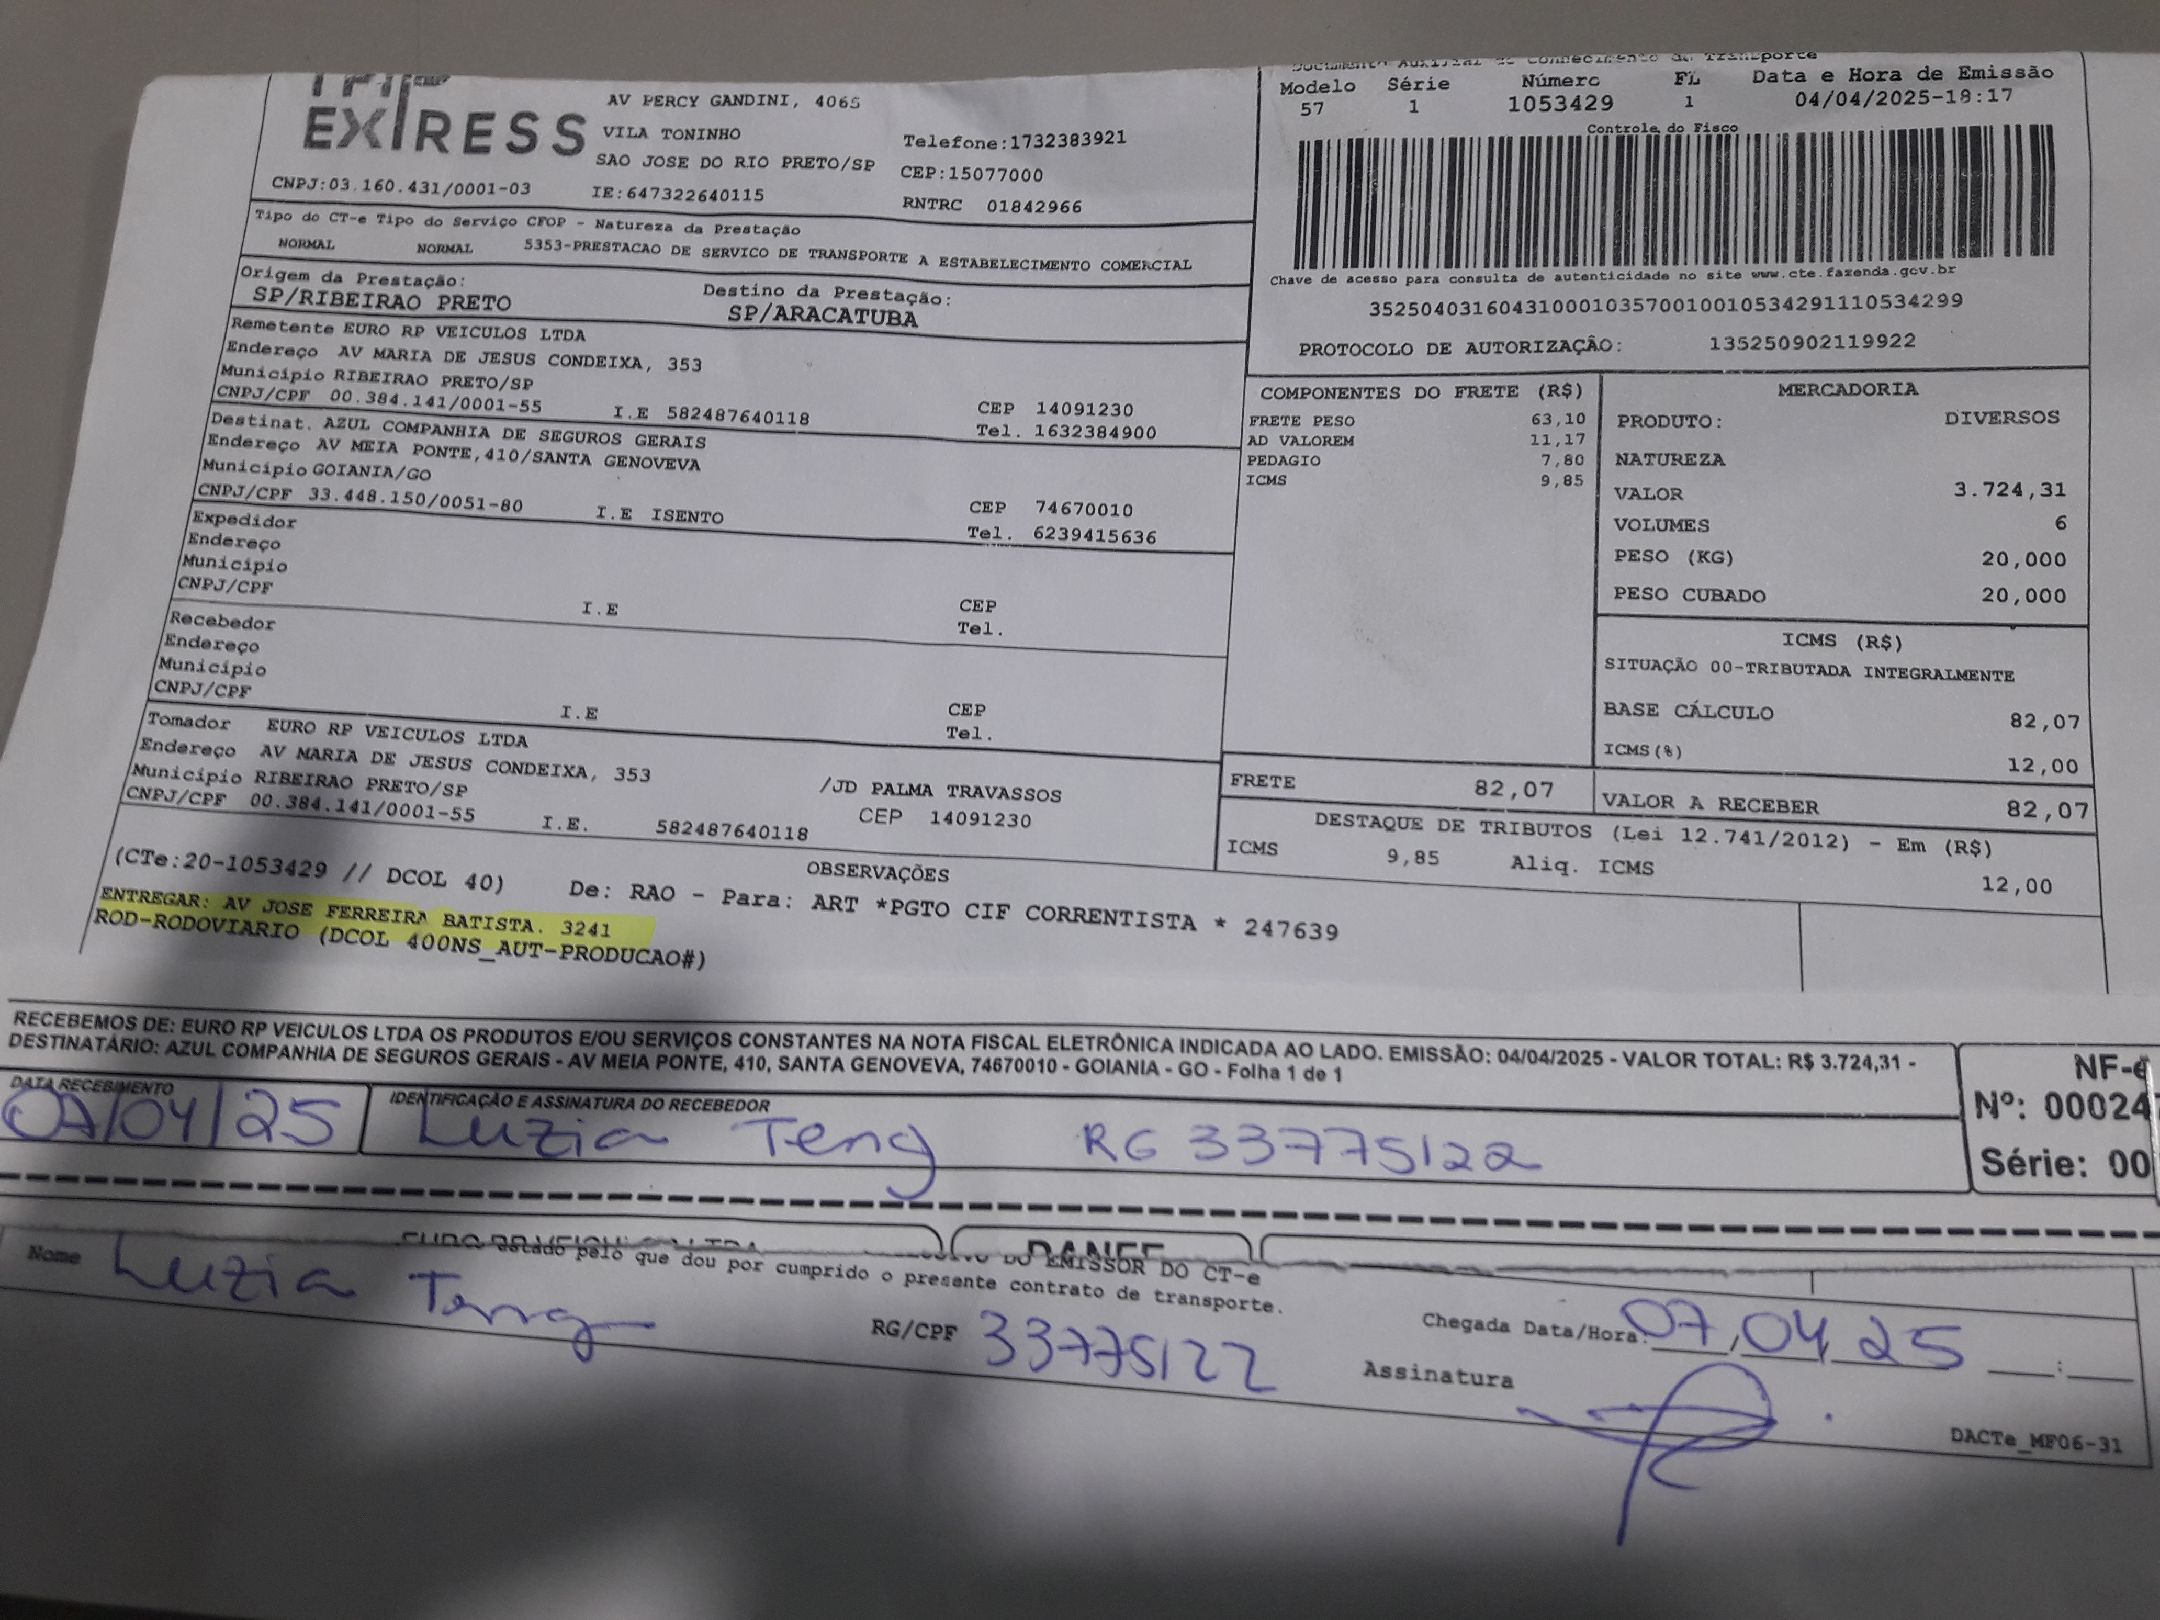 EXPRESS
AV PERCY GANDINI, 4065
VILA TONINHO
SAO JOSE DO RIO PRETO/SP
Telefone:1732383921
CEP:15077000
CNPJ:03.160.431/0001-03 IE:647322640115 RNTRC 01842966
Tipo do CT-e Tipo do Serviço CFOP - Natureza da Prestação
NORMAL NORMAL 5353-PRESTACAO DE SERVICO DE TRANSPORTE A ESTABELECIMENTO COMERCIAL
Origem da Prestação: Destino da Prestação:
SP/RIBEIRAO PRETO SP/ARACATUBA
Documento Auxiliar de Conhecimento de Transporte
Modelo Série Número FL Data e Hora de Emissão
57 1 1053429 1 04/04/2025-18:17
Controle do Fisco
Chave de acesso para consulta de autenticidade no site www.cte.fazenda.gov.br
35250403160431000103570010010534291110534299
PROTOCOLO DE AUTORIZAÇÃO: 135250902119922
Remetente EURO RP VEICULOS LTDA
Endereço AV MARIA DE JESUS CONDEIXA, 353
Município RIBEIRAO PRETO/SP CEP 14091230
CNPJ/CPF 00.384.141/0001-55 I.E 582487640118 Tel. 1632384900
Destinat. AZUL COMPANHIA DE SEGUROS GERAIS
Endereço AV MEIA PONTE,410/SANTA GENOVEVA
Município GOIANIA/GO CEP 74670010
CNPJ/CPF 33.448.150/0051-80 I.E ISENTO Tel. 6239415636
Expedidor
Endereço
Município CEP
CNPJ/CPF I.E Tel.
Recebedor
Endereço
Município CEP
CNPJ/CPF I.E Tel.
Tomador EURO RP VEICULOS LTDA
Endereço AV MARIA DE JESUS CONDEIXA, 353 /JD PALMA TRAVASSOS
Município RIBEIRAO PRETO/SP CEP 14091230
CNPJ/CPF 00.384.141/0001-55 I.E. 582487640118
COMPONENTES DO FRETE (R$)
FRETE PESO 63,10
AD VALOREM 11,17
PEDAGIO 7,80
ICMS 9,85
MERCADORIA
PRODUTO: DIVERSOS
NATUREZA
VALOR 3.724,31
VOLUMES 6
PESO (KG) 20,000
PESO CUBADO 20,000
ICMS (R$)
SITUAÇÃO 00-TRIBUTADA INTEGRALMENTE
BASE CÁLCULO 82,07
ICMS(%) 12,00
FRETE 82,07 VALOR A RECEBER 82,07
DESTAQUE DE TRIBUTOS (Lei 12.741/2012) - Em (R$)
ICMS 9,85 Aliq. ICMS 12,00
OBSERVAÇÕES
(CTe:20-1053429 // DCOL 40) De: RAO - Para: ART *PGTO CIF CORRENTISTA * 247639
ENTREGAR: AV JOSE FERREIRA BATISTA. 3241
ROD-RODOVIARIO (DCOL 400NS_AUT-PRODUCAO#)
RECEBEMOS DE: EURO RP VEICULOS LTDA OS PRODUTOS E/OU SERVIÇOS CONSTANTES NA NOTA FISCAL ELETRÔNICA INDICADA AO LADO. EMISSÃO: 04/04/2025 - VALOR TOTAL: R$ 3.724,31 -
DESTINATÁRIO: AZUL COMPANHIA DE SEGUROS GERAIS - AV MEIA PONTE, 410, SANTA GENOVEVA, 74670010 - GOIANIA - GO - Folha 1 de 1
NF-e
Nº: 00024
Série: 00
DATA RECEBIMENTO IDENTIFICAÇÃO E ASSINATURA DO RECEBEDOR
07/04/25 Luzia Teng RG 33775122
DANFE
DO EMISSOR DO CT-e
estado pelo que dou por cumprido o presente contrato de transporte.
Nome Luzia Teng RG/CPF 33775122
Chegada Data/Hora: 07/04/25 :
Assinatura
DACTe_MF06-31